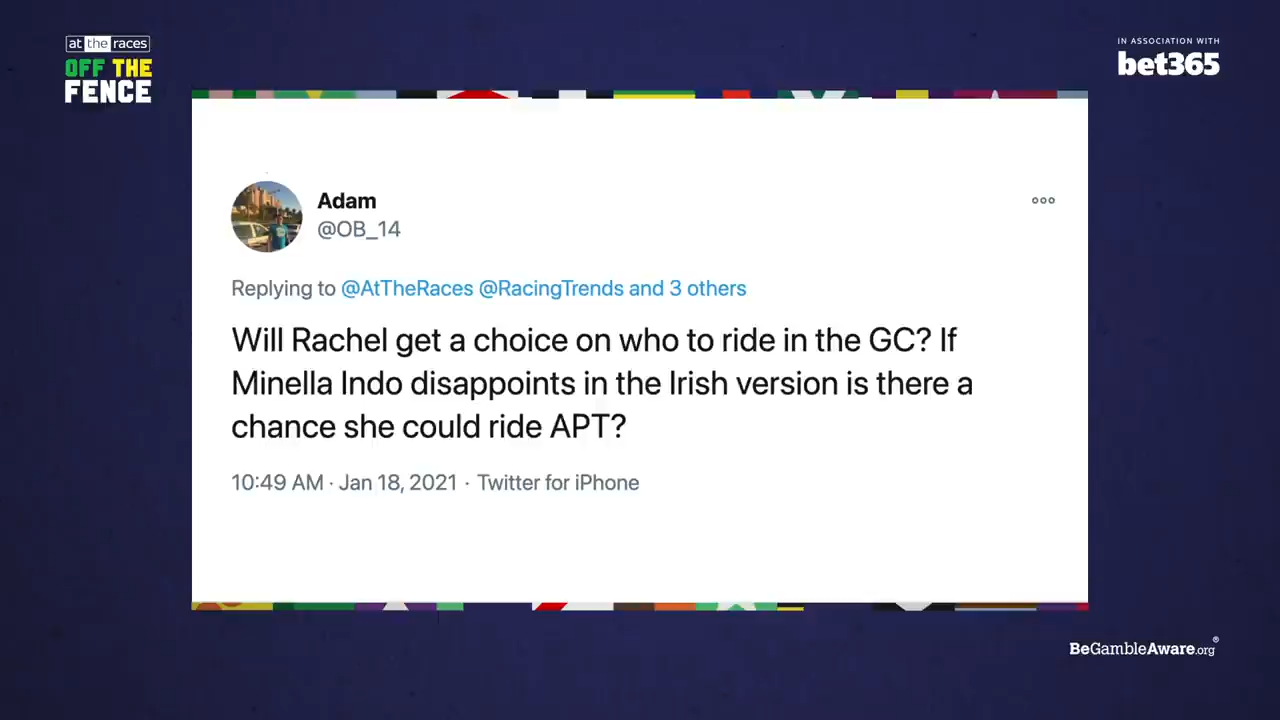 at the races
OFF THE
FENCE
IN ASSOCIATION WITH
bet365
Adam
@OB_14
Replying to @AtTheRaces @RacingTrends and 3 others
Will Rachel get a choice on who to ride in the GC? If
Minella Indo disappoints in the Irish version is there a
chance she could ride APT?
10:49 AM · Jan 18, 2021 · Twitter for iPhone
BeGambleAware.org®